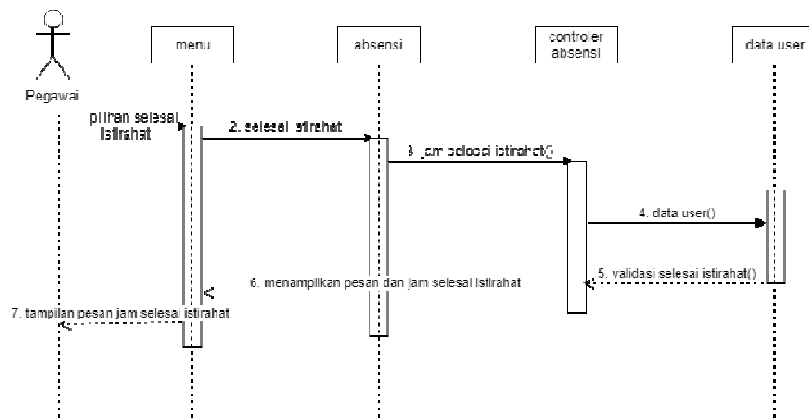 menu
absensi
controler
absensi
data user
Pegawai
pilihan selesai
istirahat
2. selesai istirahat
3. jam selesai istirahat()
4. data user()
5. validasi selesai istirahat()
6. menampilkan pesan dan jam selesai istirahat
7. tampilan pesan jam selesai istirahat